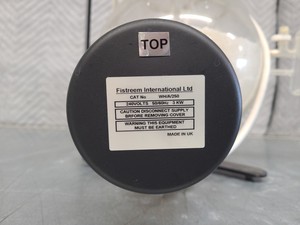 TOP
Fistreem International Ltd
CAT No. WHA/250
240VOLTS 50/60Hz 3 KW
CAUTION DISCONNECT SUPPLY
BRFORE REMOVING COVER
WARNING THIS EQUIPMENT
MUST BE EARTHED
MADE IN UK